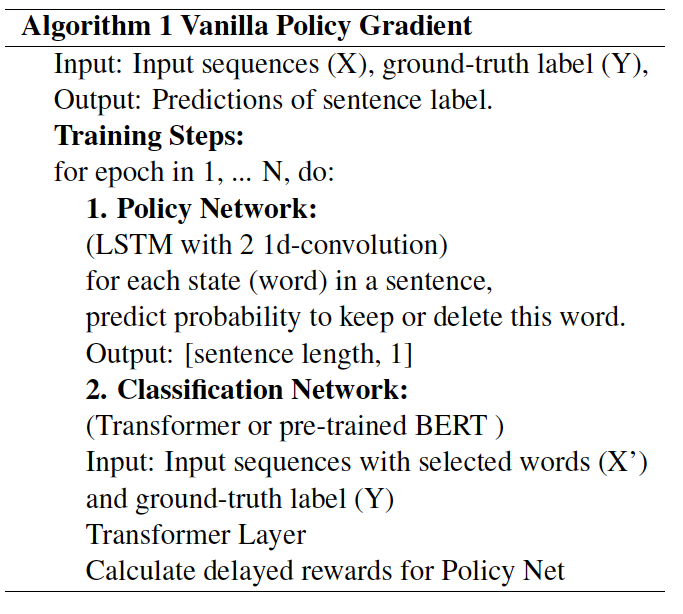 Algorithm 1 Vanilla Policy Gradient
Input: Input sequences (X), ground-truth label (Y),
Output: Predictions of sentence label.
Training Steps:
for epoch in 1, ... N, do:
1. Policy Network:
(LSTM with 2 1d-convolution)
for each state (word) in a sentence,
predict probability to keep or delete this word.
Output: [sentence length, 1]
2. Classification Network:
(Transformer or pre-trained BERT )
Input: Input sequences with selected words (X’)
and ground-truth label (Y)
Transformer Layer
Calculate delayed rewards for Policy Net